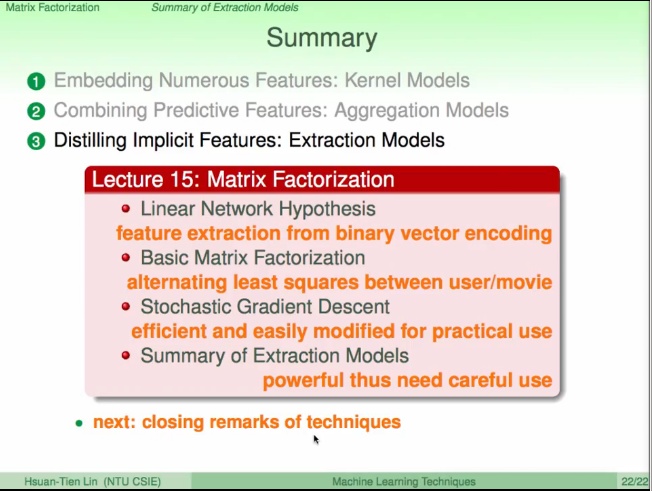 Matrix Factorization Summary of Extraction Models
Summary
1 Embedding Numerous Features: Kernel Models
2 Combining Predictive Features: Aggregation Models
3 Distilling Implicit Features: Extraction Models
Lecture 15: Matrix Factorization
• Linear Network Hypothesis
feature extraction from binary vector encoding
• Basic Matrix Factorization
alternating least squares between user/movie
• Stochastic Gradient Descent
efficient and easily modified for practical use
• Summary of Extraction Models
powerful thus need careful use
• next: closing remarks of techniques
Hsuan-Tien Lin (NTU CSIE) Machine Learning Techniques 22/22